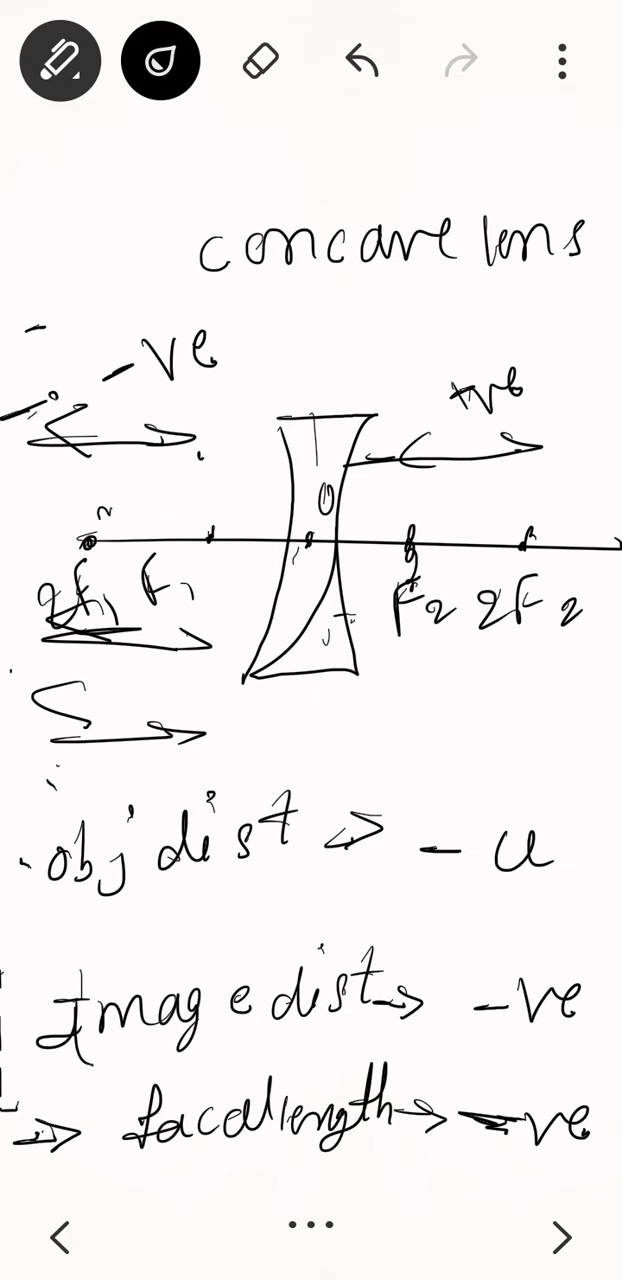 concave lens
-ve
+ve
O
2F1 F1 F2 2F2
obj dist => - u
Image dist -> -ve
=> focal length -> -ve